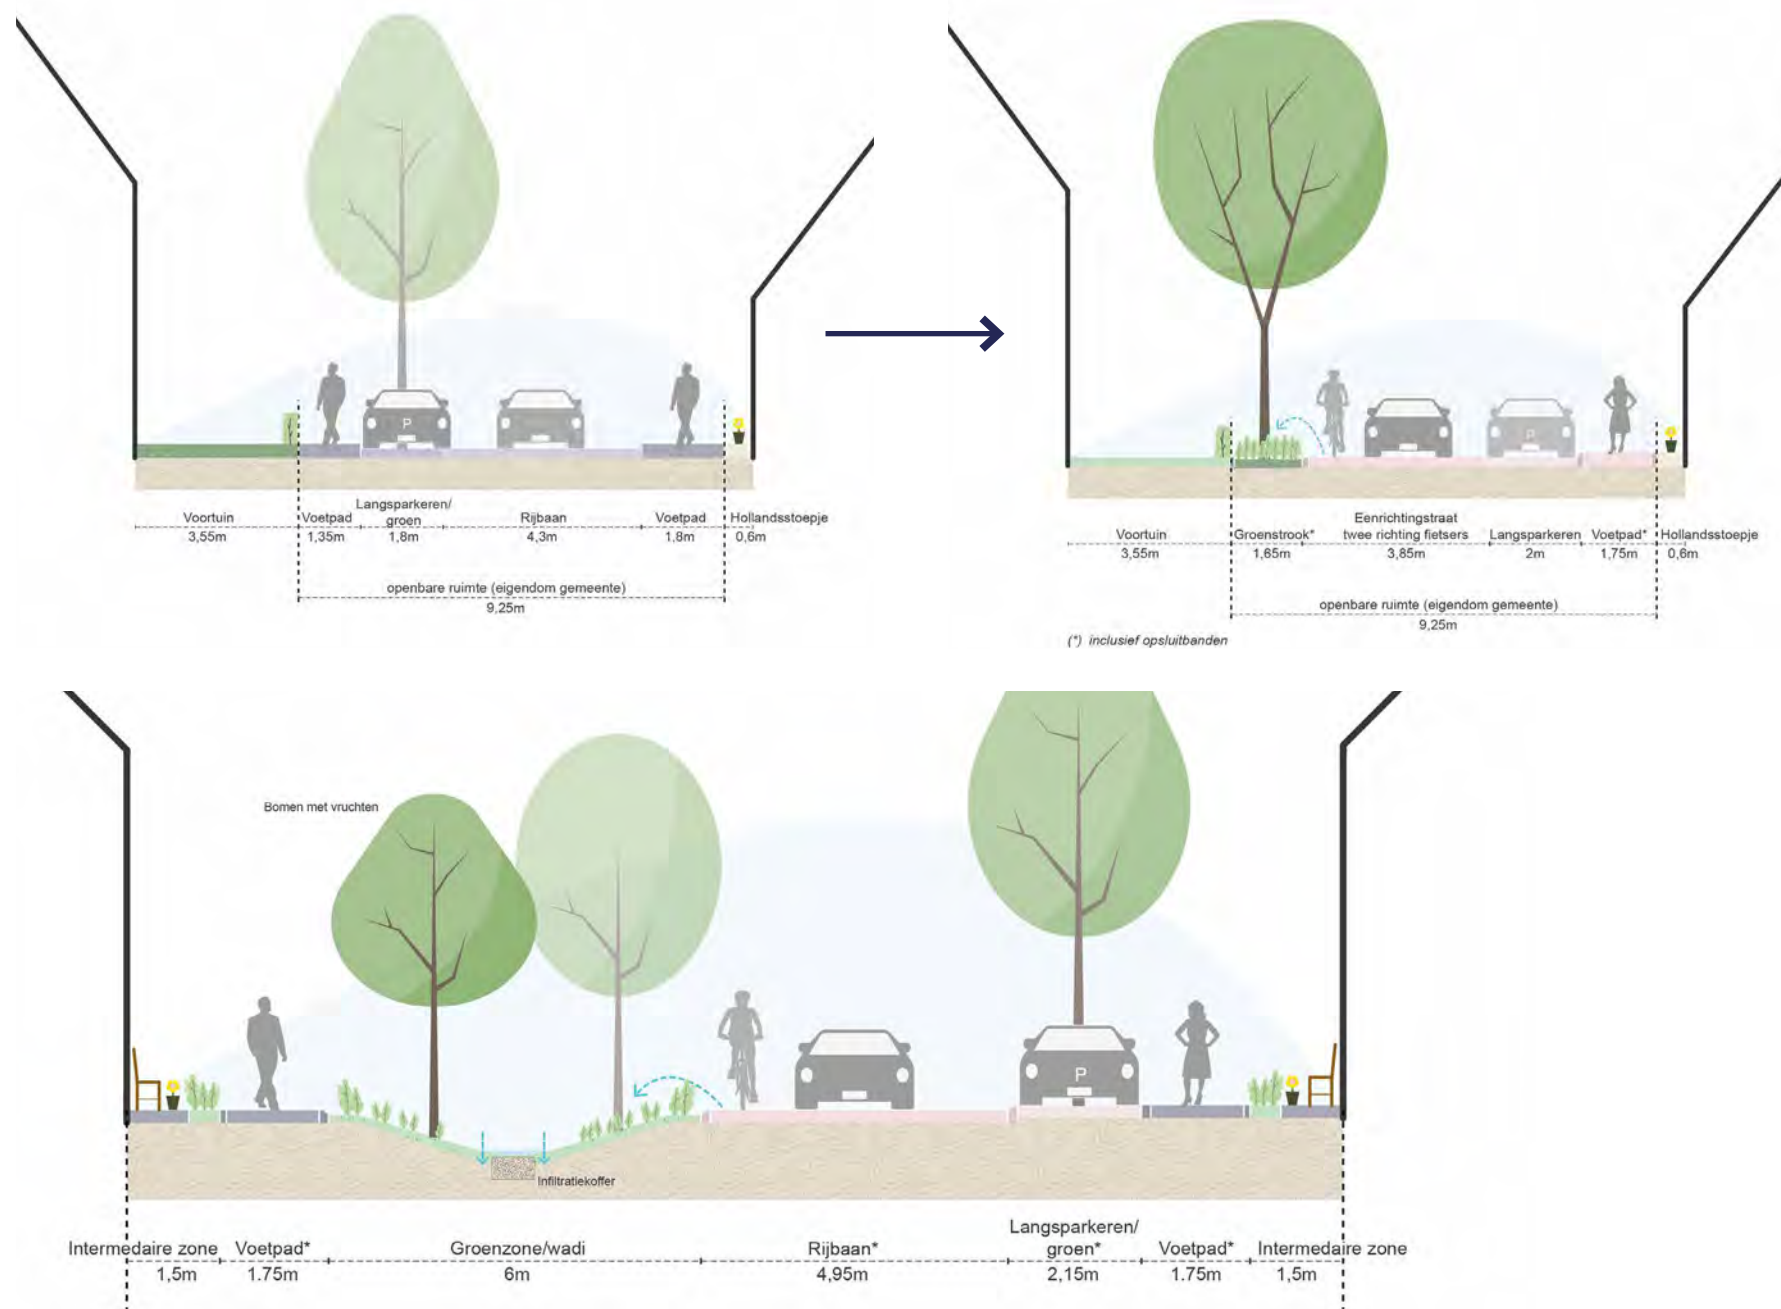 P
Langsparkeren/
Voortuin Voetpad groen Rijbaan Voetpad Hollandsstoepje
3,55m 1,35m 1,8m 4,3m 1,8m 0,6m
openbare ruimte (eigendom gemeente)
9,25m
P
Eenrichtingstraat
Voortuin Groenstrook* twee richting fietsers Langsparkeren Voetpad* Hollandsstoepje
3,55m 1,65m 3,85m 2m 1,75m 0,6m
openbare ruimte (eigendom gemeente)
9,25m
(*) inclusief opsluitbanden
Bomen met vruchten
P
Infiltratiekoffer
Langsparkeren/
Intermedaire zone Voetpad* Groenzone/wadi Rijbaan* groen* Voetpad* Intermedaire zone
1,5m 1.75m 6m 4,95m 2,15m 1.75m 1,5m